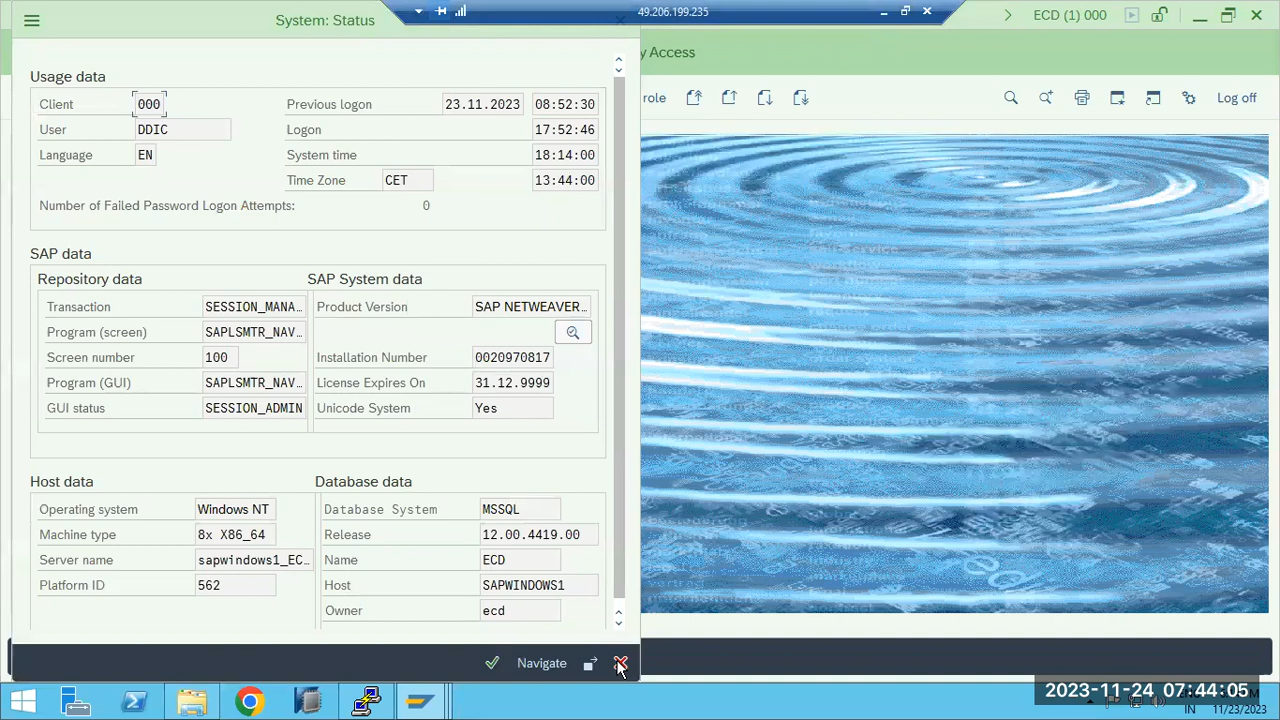 System: Status
49.206.199.235
ECD (1) 000
y Access
role
Log off
Usage data
Client 000 Previous logon 23.11.2023 08:52:30
User DDIC Logon 17:52:46
Language EN System time 18:14:00
Time Zone CET 13:44:00
Number of Failed Password Logon Attempts: 0
SAP data
Repository data SAP System data
Transaction SESSION_MANA.. Product Version SAP NETWEAVER..
Program (screen) SAPLSMTR_NAV..
Screen number 100 Installation Number 0020970817
Program (GUI) SAPLSMTR_NAV.. License Expires On 31.12.9999
GUI status SESSION_ADMIN Unicode System Yes
Host data Database data
Operating system Windows NT Database System MSSQL
Machine type 8x X86_64 Release 12.00.4419.00
Server name sapwindows1_EC.. Name ECD
Platform ID 562 Host SAPWINDOWS1
Owner ecd
Navigate
2023-11-24 07:44:05
IN 11/23/2023